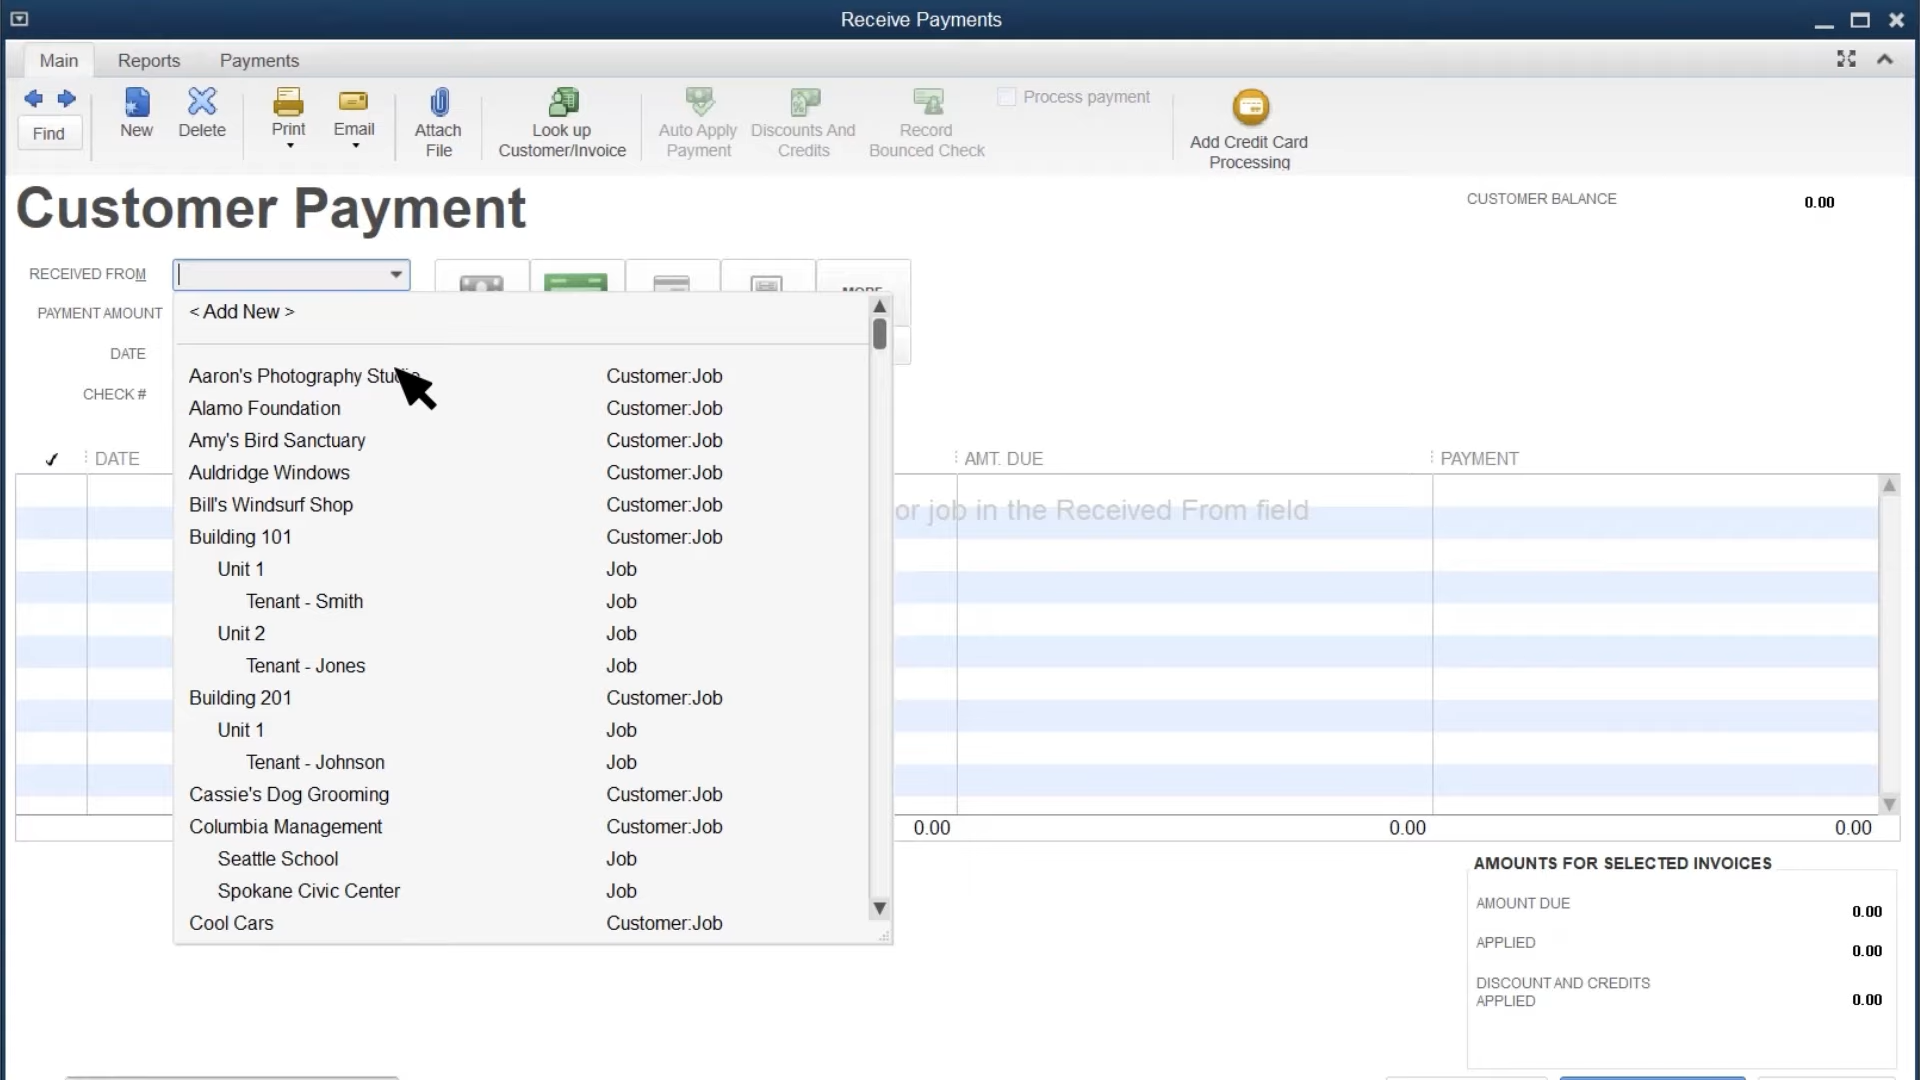 Receive Payments
Main Reports Payments
Find
New
Delete
Print
Email
Attach
File
Look up
Customer/Invoice
Auto Apply
Payment
Discounts And
Credits
Record
Bounced Check
Process payment
Add Credit Card
Processing
Customer Payment
CUSTOMER BALANCE 0.00
RECEIVED FROM
PAYMENT AMOUNT
DATE
CHECK #
< Add New >
Aaron's Photography Customer:Job
Alamo Foundation Customer:Job
Amy's Bird Sanctuary Customer:Job
Auldridge Windows Customer:Job
Bill's Windsurf Shop Customer:Job
Building 101 Customer:Job
Unit 1 Job
Tenant - Smith Job
Unit 2 Job
Tenant - Jones Job
Building 201 Customer:Job
Unit 1 Job
Tenant - Johnson Job
Cassie's Dog Grooming Customer:Job
Columbia Management Customer:Job
Seattle School Job
Spokane Civic Center Job
Cool Cars Customer:Job
DATE AMT. DUE PAYMENT
or job in the Received From field
0.00 0.00 0.00
AMOUNTS FOR SELECTED INVOICES
AMOUNT DUE 0.00
APPLIED 0.00
DISCOUNT AND CREDITS
APPLIED 0.00